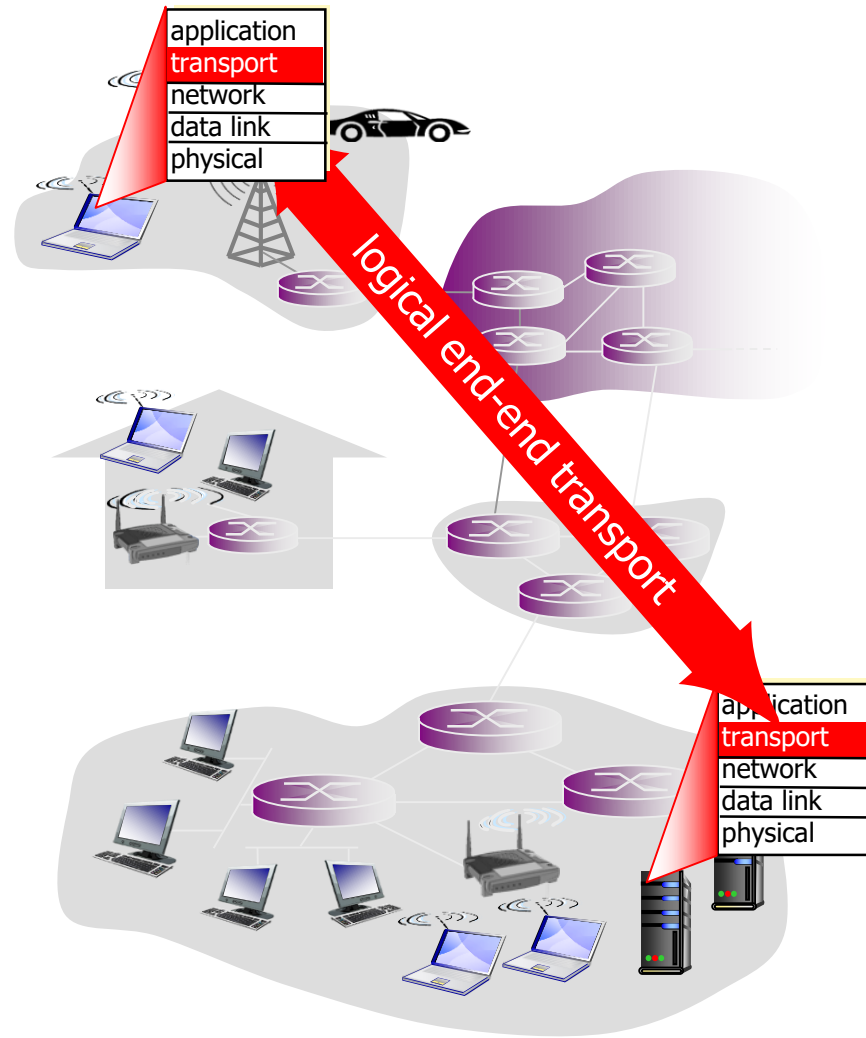 application
transport
network
data link
physical
logical end-end transport
application
transport
network
data link
physical